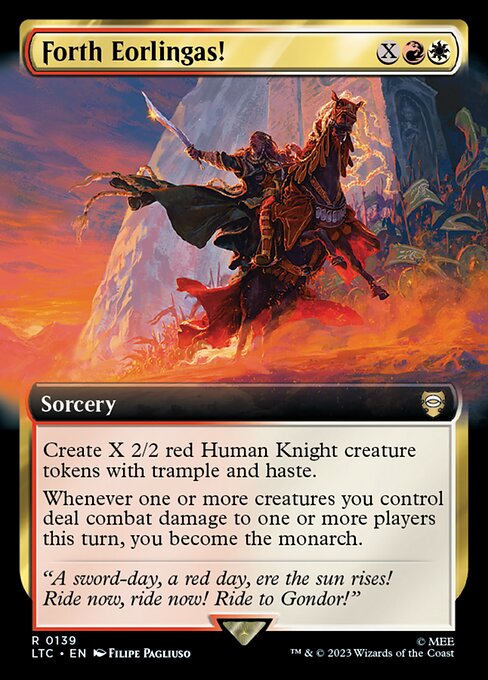 Forth Eorlingas! X
Sorcery
Create X 2/2 red Human Knight creature
tokens with trample and haste.
Whenever one or more creatures you control
deal combat damage to one or more players
this turn, you become the monarch.
“A sword-day, a red day, ere the sun rises!
Ride now, ride now! Ride to Gondor!”
R 0139
LTC • EN Filipe Pagliuso
© MEE
™ & © 2023 Wizards of the Coast